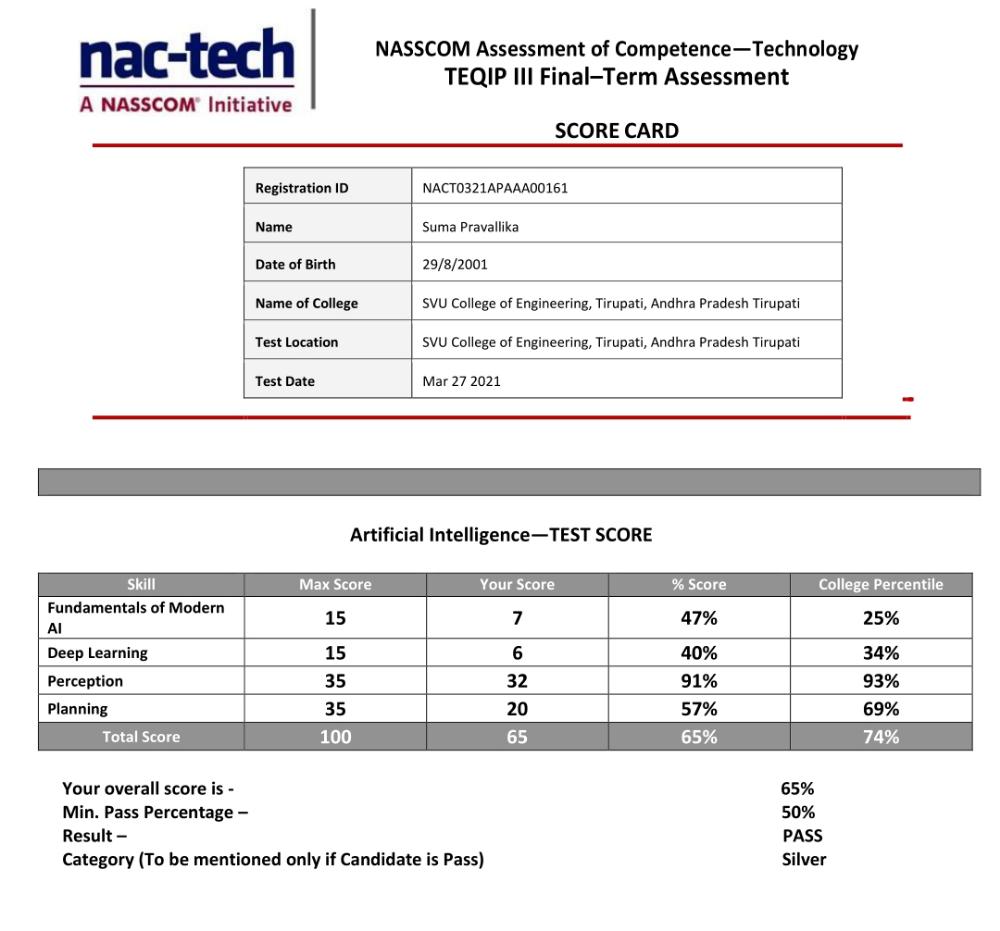 nac-tech
A NASSCOM® Initiative
NASSCOM Assessment of Competence—Technology
TEQIP III Final–Term Assessment
SCORE CARD
Registration ID NACT0321APAAA00161
Name Suma Pravallika
Date of Birth 29/8/2001
Name of College SVU College of Engineering, Tirupati, Andhra Pradesh Tirupati
Test Location SVU College of Engineering, Tirupati, Andhra Pradesh Tirupati
Test Date Mar 27 2021
Artificial Intelligence—TEST SCORE
Skill Max Score Your Score % Score College Percentile
Fundamentals of Modern
AI 15 7 47% 25%
Deep Learning 15 6 40% 34%
Perception 35 32 91% 93%
Planning 35 20 57% 69%
Total Score 100 65 65% 74%
Your overall score is - 65%
Min. Pass Percentage – 50%
Result – PASS
Category (To be mentioned only if Candidate is Pass) Silver